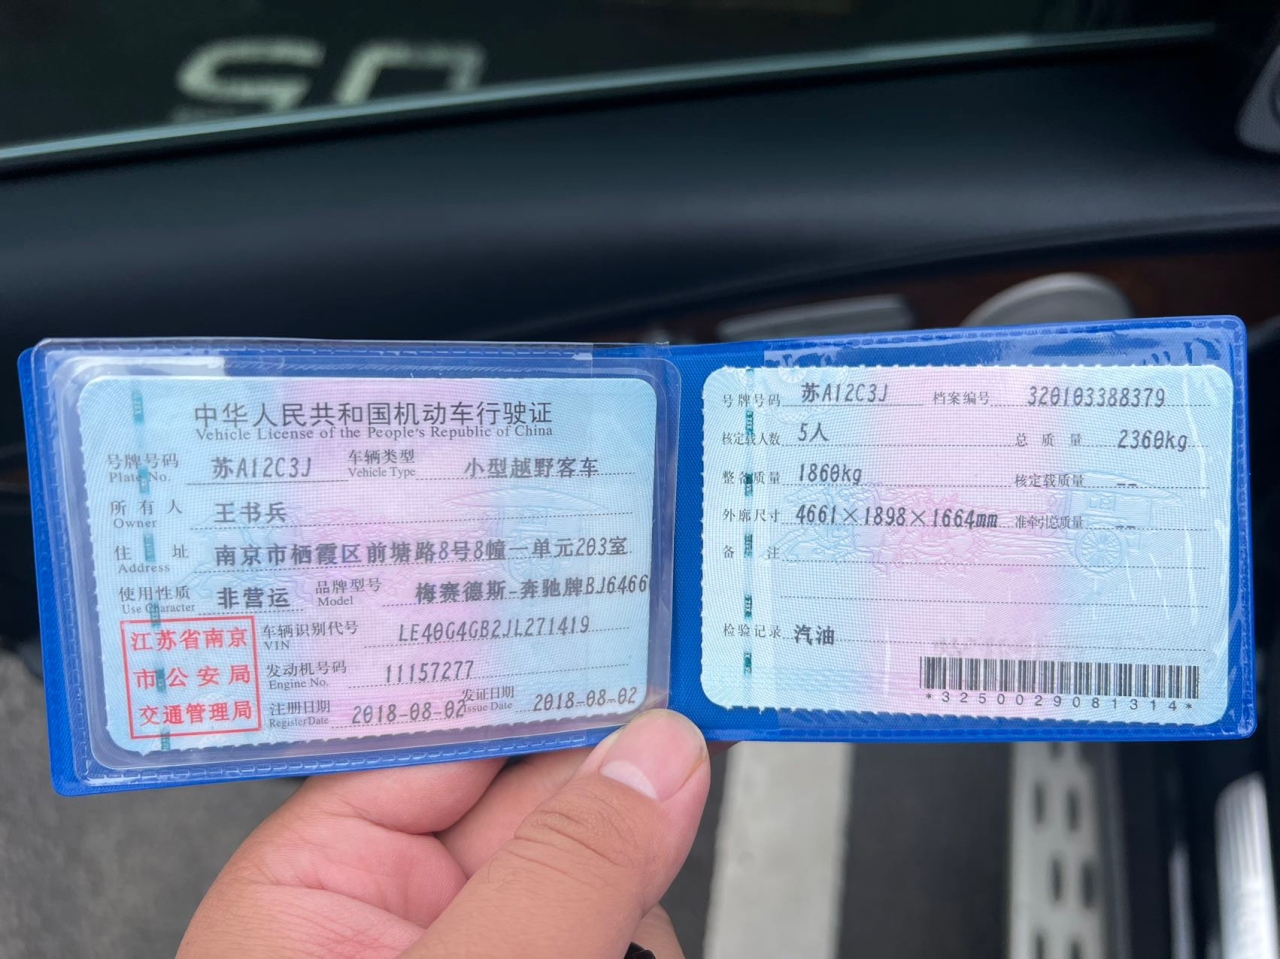 中华人民共和国机动车行驶证
Vehicle License of the People's Republic of China
号牌号码 苏A12C3J 车辆类型 小型越野客车
Plate No. Vehicle Type
所有人 王书兵
Owner
住址 南京市栖霞区前塘路8号8幢一单元203室
Address
使用性质 非营运 品牌型号 梅赛德斯-奔驰牌BJ6466
Use Character Model
江苏省南京
市公安局
交通管理局
车辆识别代号 LE40G4GB2JL271419
VIN
发动机号码 11157277
Engine No.
注册日期 2018-08-02 发证日期 2018-08-02
Register Date Issue Date
号牌号码 苏A12C3J 档案编号 320103388379
核定载人数 5人 总质量 2360kg
整备质量 1860kg 核定载质量 --
外廓尺寸 4661×1898×1664mm 准牵引总质量 --
备注
检验记录 汽油
*3250029081314*